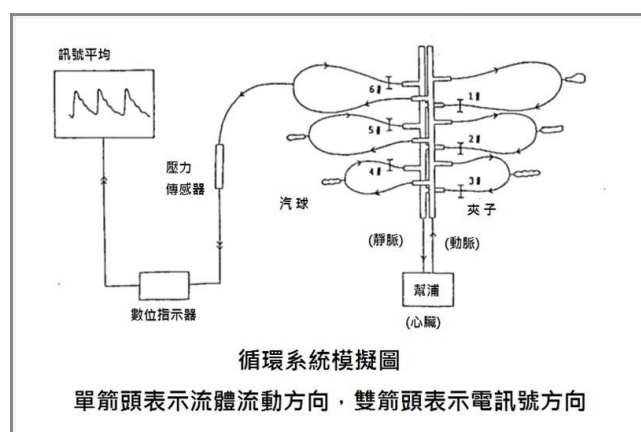 訊號平均
壓力
傳感器
數位指示器
汽球
夾子
6
5
4
1
2
3
(靜脈)
(動脈)
幫浦
(心臟)
循環系統模擬圖
單箭頭表示流體流動方向，雙箭頭表示電訊號方向